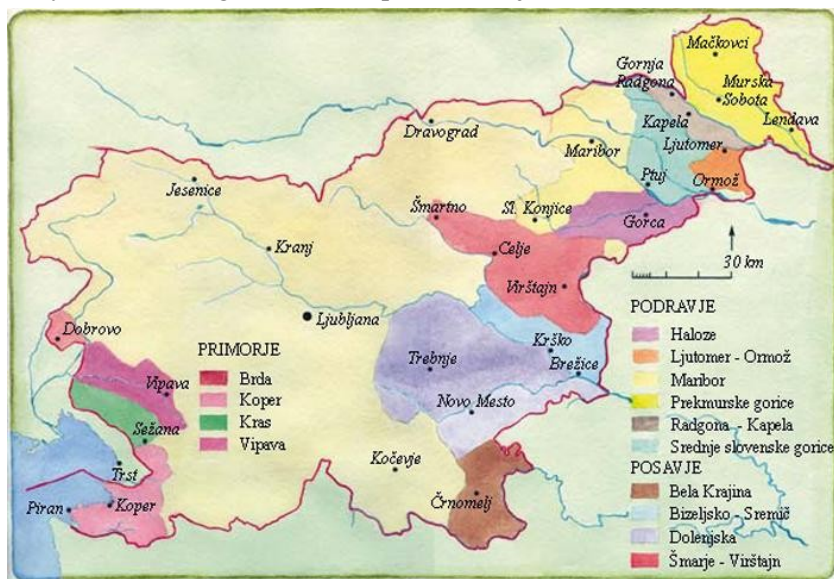 Mačkovci
Gornja
Radgona
Murska
Sobota
Kapela
Lendava
Dravograd
Maribor
Ljutomer
Jesenice
Ptuj
Ormož
Šmartno
Sl. Konjice
Gorca
Kranj
Celje
30 km
Virštajn
Ljubljana
Dobrovo
Krško
Trebnje
Brežice
Vipava
Novo Mesto
Sežana
Kočevje
Trst
Črnomelj
Piran
Koper
PRIMORJE
Brda
Koper
Kras
Vipava
PODRAVJE
Haloze
Ljutomer - Ormož
Maribor
Prekmurske gorice
Radgona - Kapela
Srednje slovenske gorice
POSAVJE
Bela Krajina
Bizeljsko - Sremič
Dolenjska
Šmarje - Virštajn